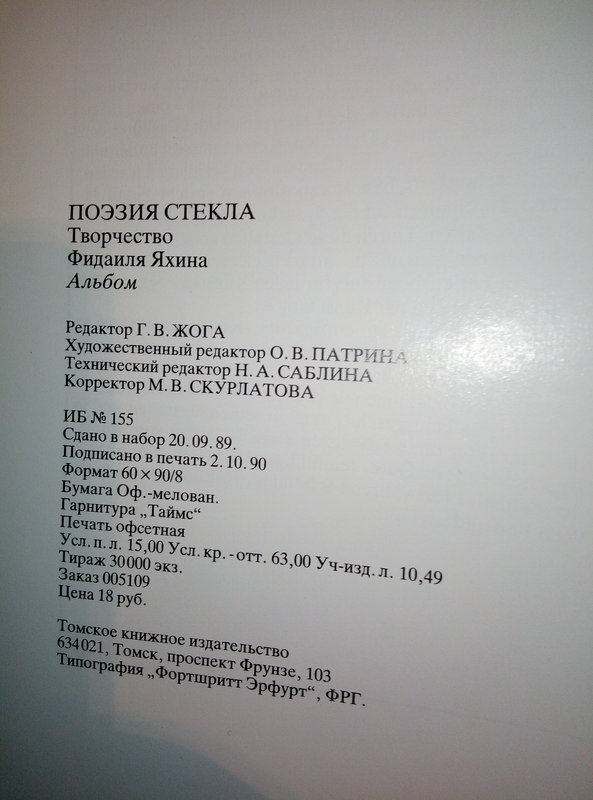 ПОЭЗИЯ СТЕКЛА
Творчество
Фидаиля Яхина
Альбом
Редактор Г. В. ЖОГА
Художественный редактор О. В. ПАТРИНА
Технический редактор Н. А. САБЛИНА
Корректор М. В. СКУРЛАТОВА
ИБ № 155
Сдано в набор 20. 09. 89.
Подписано в печать 2. 10. 90
Формат 60 × 90/8
Бумага Оф.-мелован.
Гарнитура „Таймс“
Печать офсетная
Усл. п. л. 15,00 Усл. кр. - отт. 63,00 Уч-изд. л. 10,49
Тираж 30000 экз.
Заказ 005109
Цена 18 руб.
Томское книжное издательство
634021, Томск, проспект Фрунзе, 103
Типография „Фортшритт Эрфурт“, ФРГ.